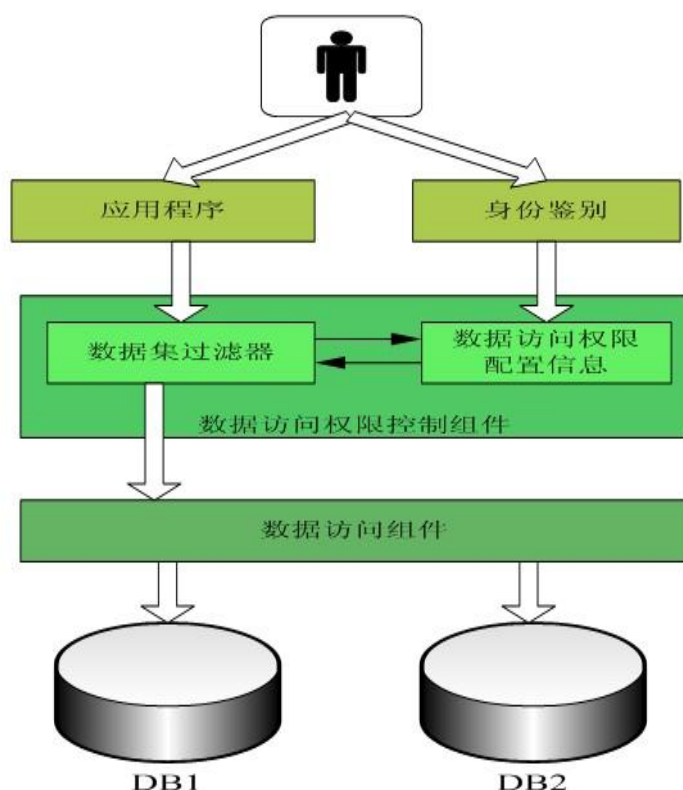 应用程序
身份鉴别
数据集过滤器
数据访问权限
配置信息
数据访问权限控制组件
数据访问组件
DB1
DB2